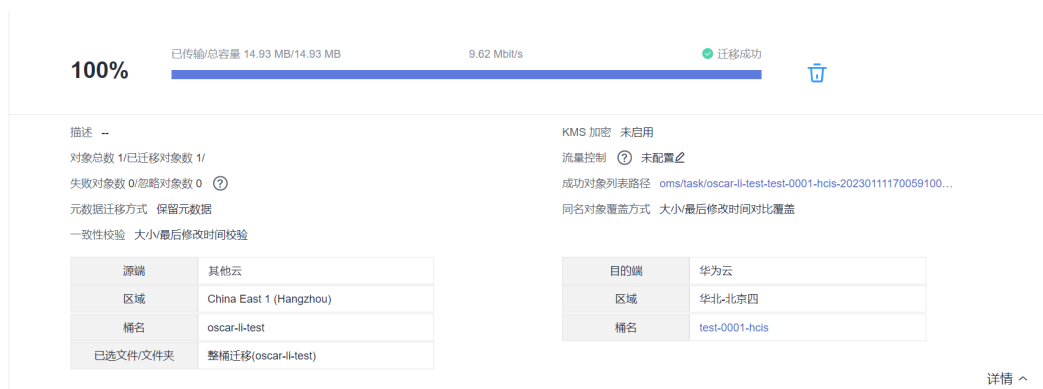 100%
已传输/总容量 14.93 MB/14.93 MB 9.62 Mbit/s 迁移成功
描述 --
KMS 加密 未启用
对象总数 1/已迁移对象数 1/
流量控制 ? 未配置
失败对象数 0/忽略对象数 0 ?
成功对象列表路径 oms/task/oscar-li-test-test-0001-hcis-20230111170059100...
元数据迁移方式 保留元数据
同名对象覆盖方式 大小/最后修改时间对比覆盖
一致性校验 大小/最后修改时间校验
源端 其他云
区域 China East 1 (Hangzhou)
桶名 oscar-li-test
已选文件/文件夹 整桶迁移(oscar-li-test)
目的端 华为云
区域 华北-北京四
桶名 test-0001-hcis
详情